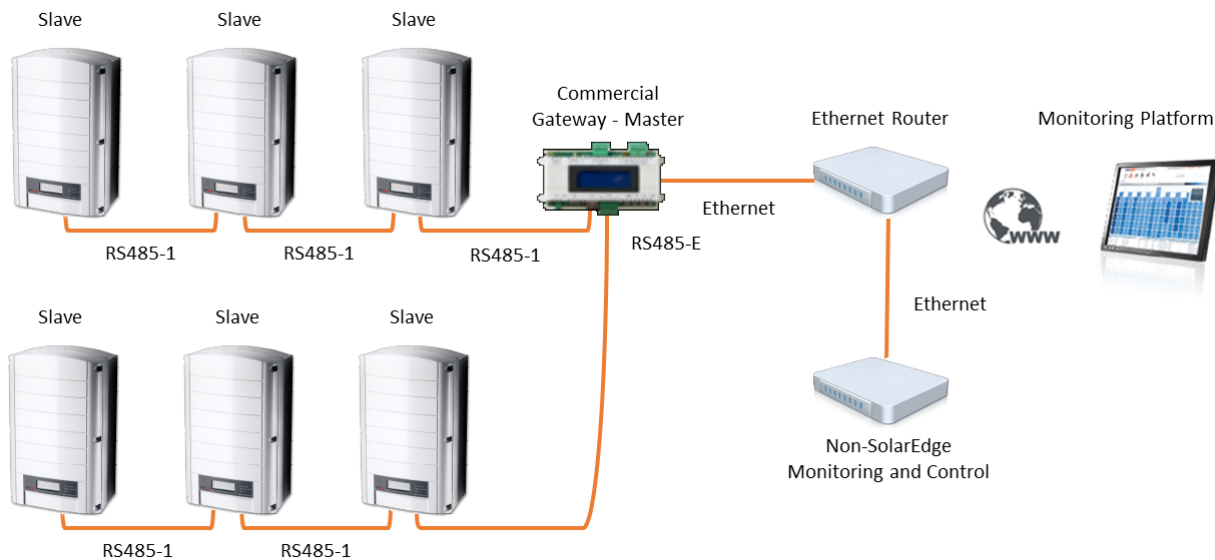 Slave
Slave
Slave
Commercial
Gateway - Master
Ethernet Router
Monitoring Platform
Ethernet
WWW
RS485-1
RS485-1
RS485-1
RS485-E
Slave
Slave
Slave
Ethernet
Non-SolarEdge
Monitoring and Control
RS485-1
RS485-1